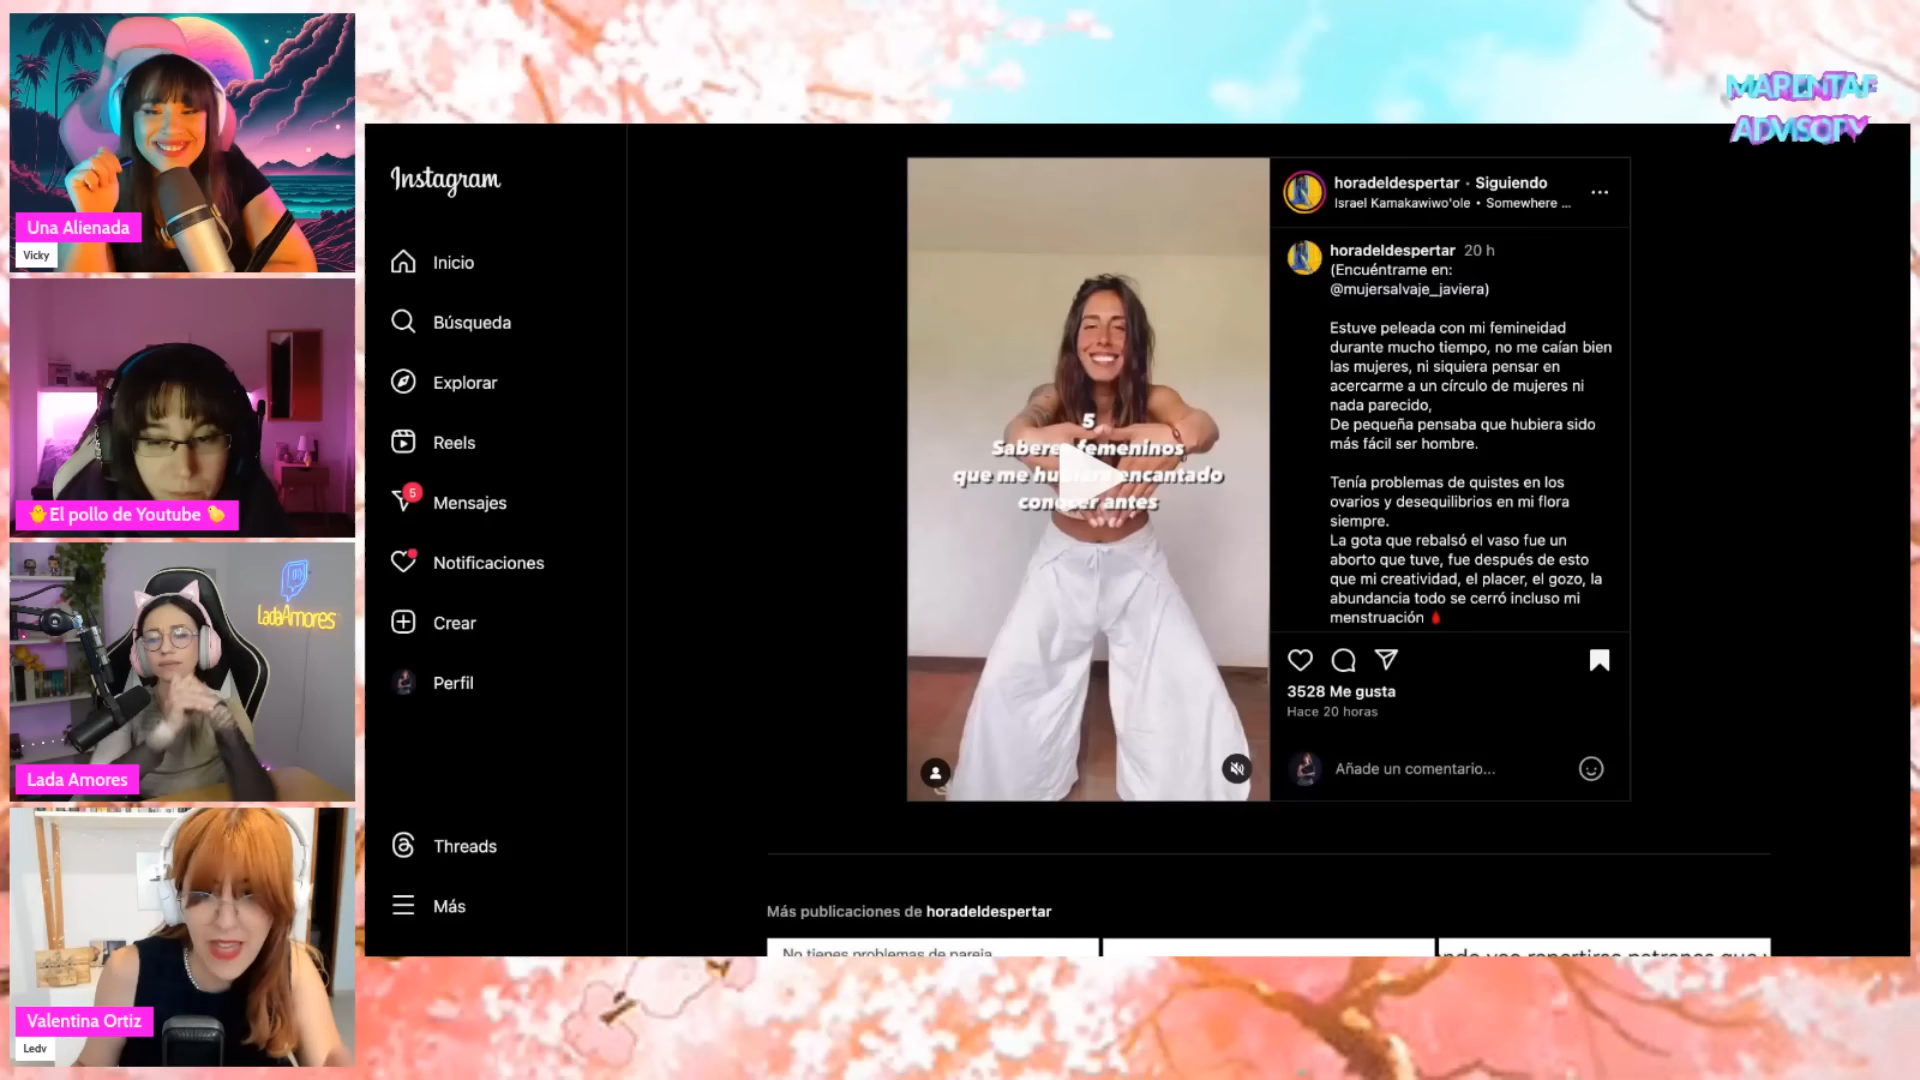 Una Alienada
Vicky
El pollo de Youtube
LadaAmores
Lada Amores
Valentina Ortiz
Ledv
Instagram
Inicio
Búsqueda
Explorar
Reels
5
Mensajes
Notificaciones
Crear
Perfil
Threads
Más
5
Saberes femeninos
que me hubiera encantado
conocer antes
horadeldespertar • Siguiendo
Israel Kamakawiwo'ole • Somewhere ...
horadeldespertar 20 h
(Encuéntrame en:
@mujersalvaje_javiera)
Estuve peleada con mi femineidad
durante mucho tiempo, no me caían bien
las mujeres, ni siquiera pensar en
acercarme a un círculo de mujeres ni
nada parecido,
De pequeña pensaba que hubiera sido
más fácil ser hombre.
Tenía problemas de quistes en los
ovarios y desequilibrios en mi flora
siempre.
La gota que rebalsó el vaso fue un
aborto que tuve, fue después de esto
que mi creatividad, el placer, el gozo, la
abundancia todo se cerró incluso mi
menstruación
3528 Me gusta
Hace 20 horas
Añade un comentario...
Más publicaciones de horadeldespertar
No tienes problemas de pareja
MARENTAE
ADVISORY